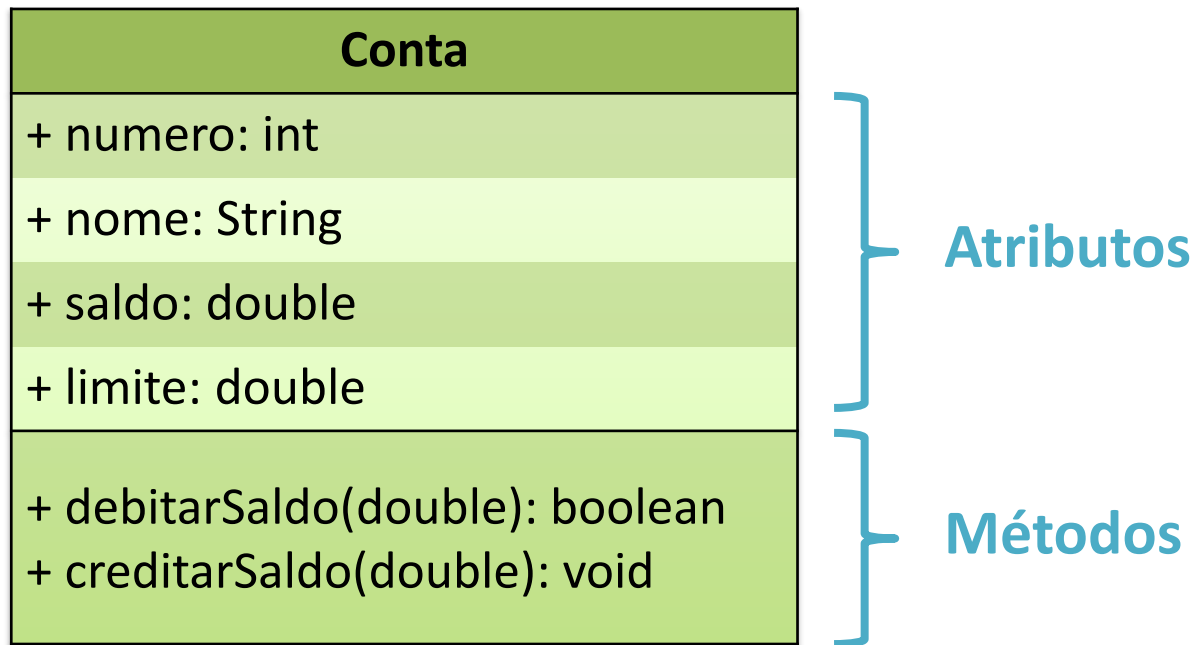 Conta
+ numero: int
+ nome: String
+ saldo: double
+ limite: double
Atributos
+ debitarSaldo(double): boolean
+ creditarSaldo(double): void
Métodos